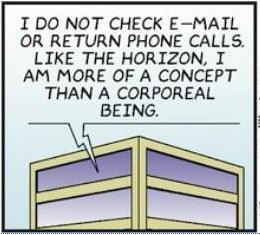 I DO NOT CHECK E-MAIL
OR RETURN PHONE CALLS.
LIKE THE HORIZON, I
AM MORE OF A CONCEPT
THAN A CORPOREAL
BEING.